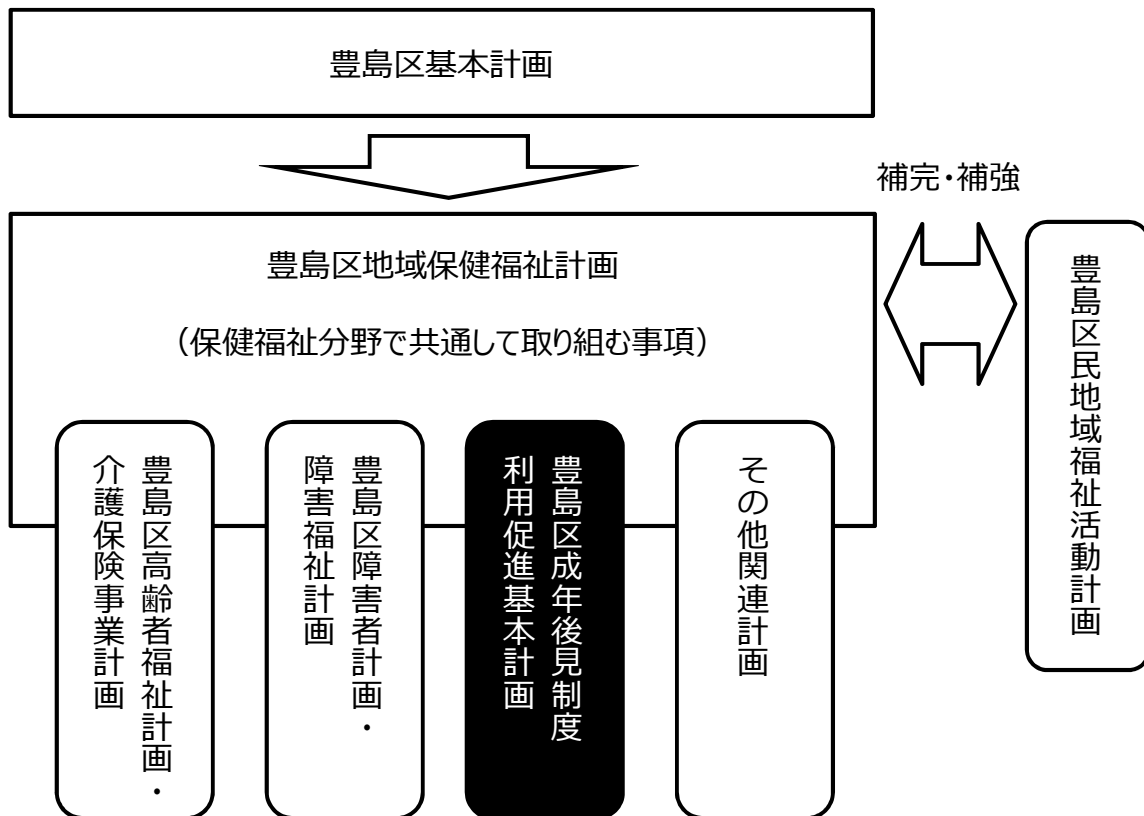 豊島区基本計画
補完・補強
豊島区地域保健福祉計画
（保健福祉分野で共通して取り組む事項）
豊島区高齢者福祉計画・
介護保険事業計画
豊島区障害者計画・
障害福祉計画
豊島区成年後見制度
利用促進基本計画
その他関連計画
豊島区民地域福祉活動計画